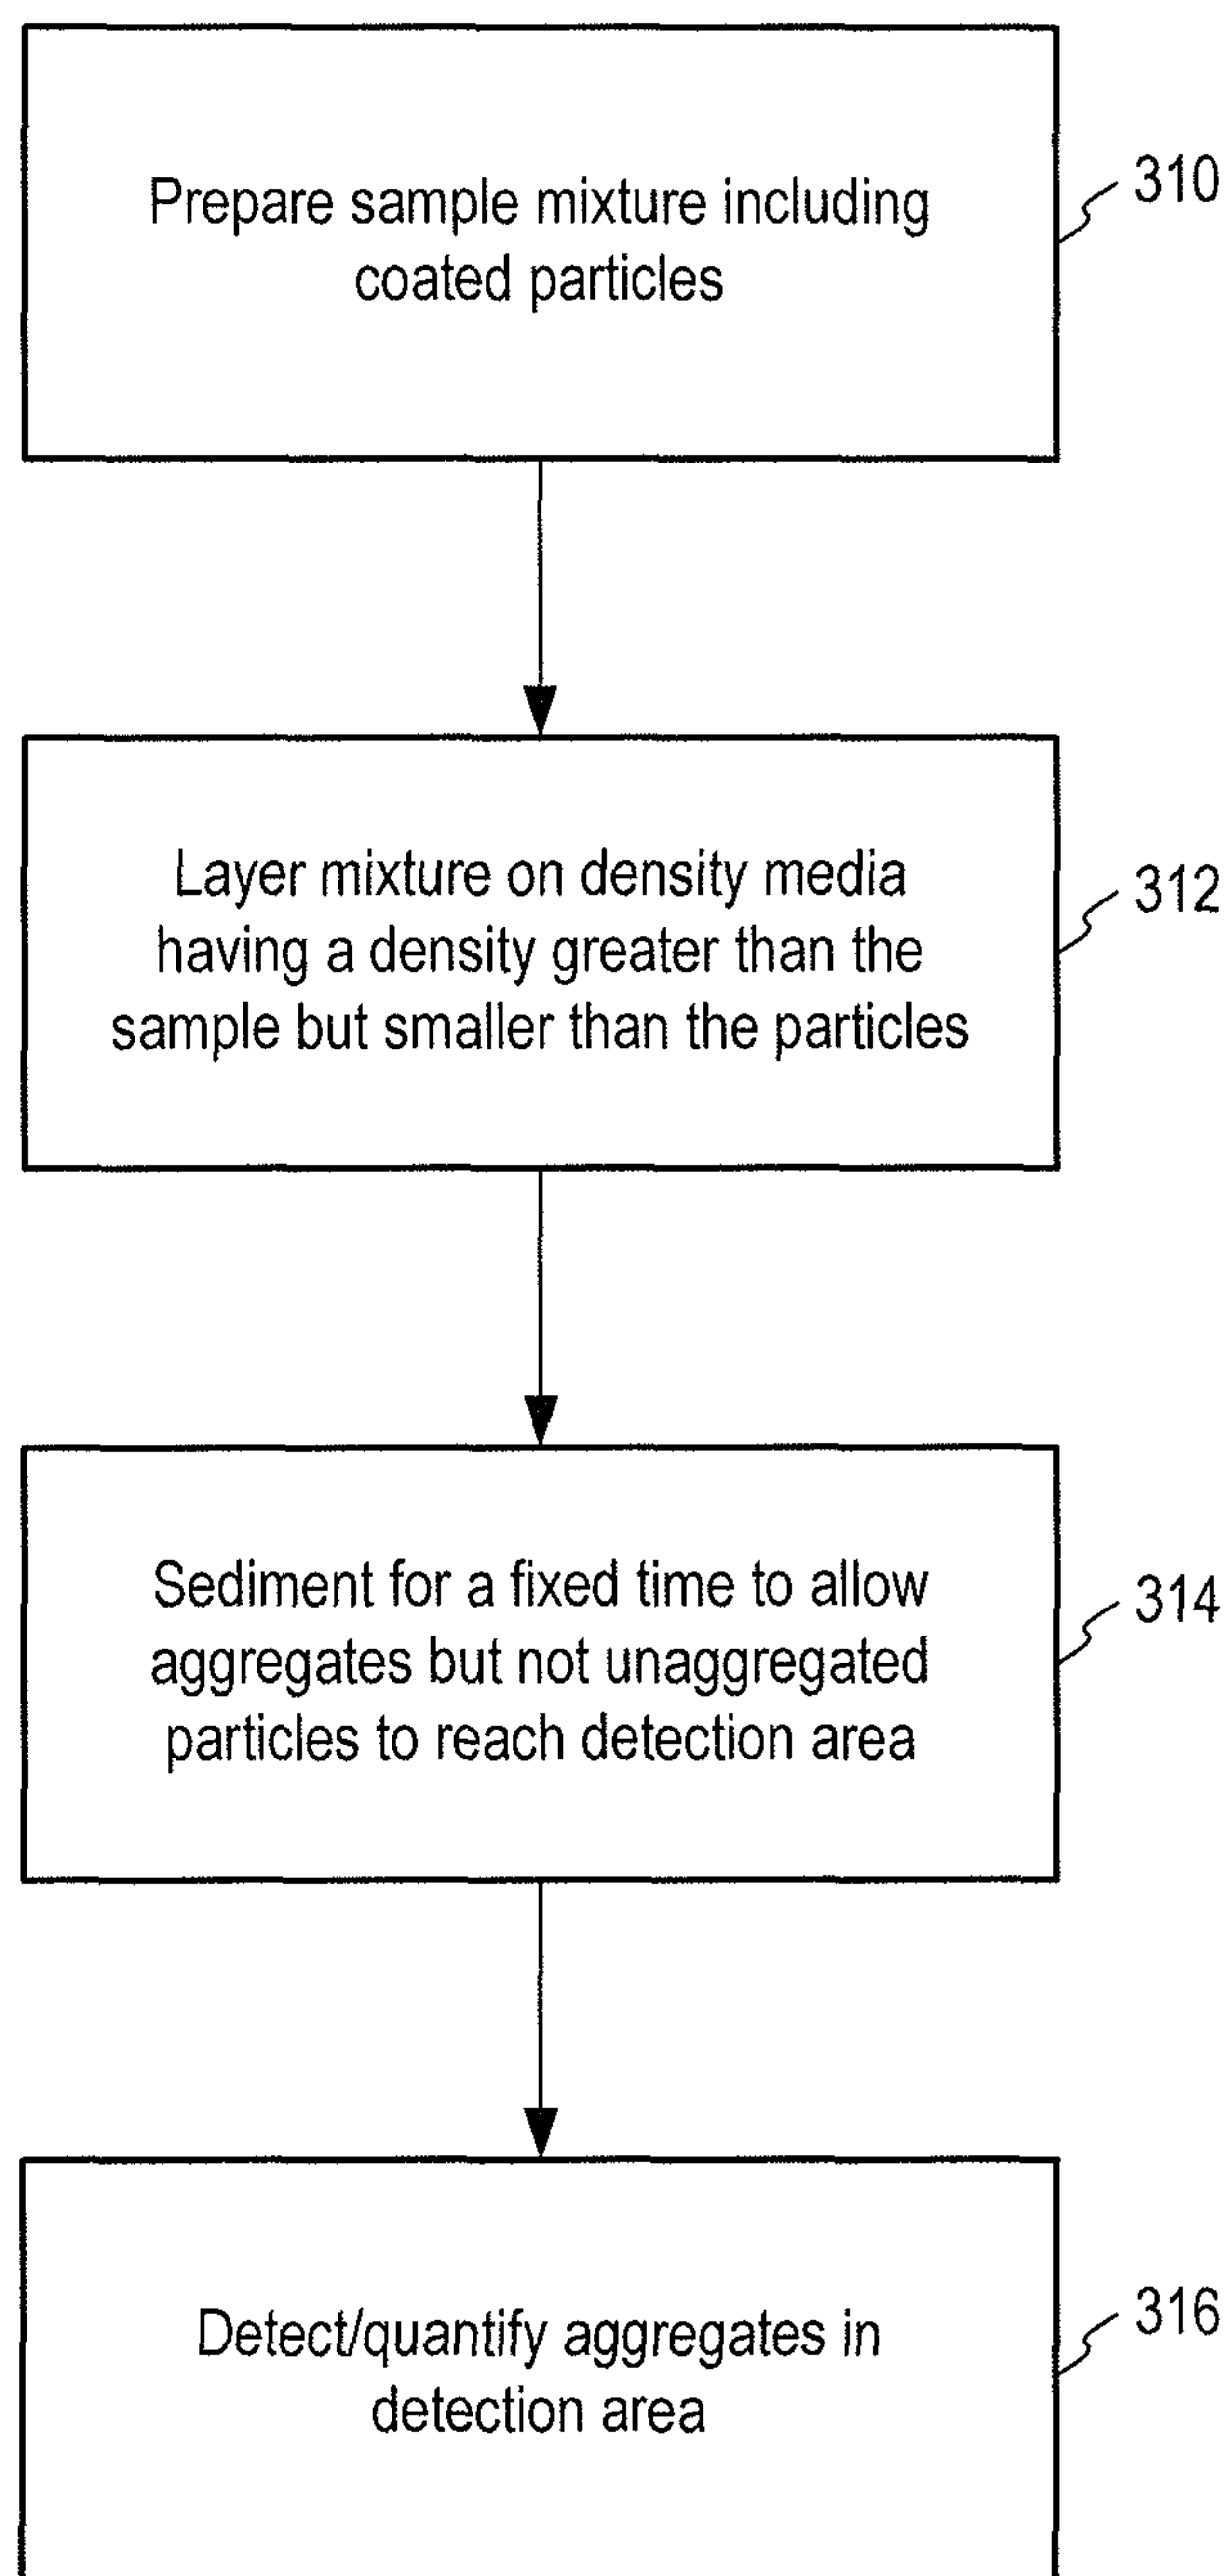 Prepare sample mixture including
coated particles
310
Layer mixture on density media
having a density greater than the
sample but smaller than the particles
312
Sediment for a fixed time to allow
aggregates but not unaggregated
particles to reach detection area
314
Detect/quantify aggregates in
detection area
316